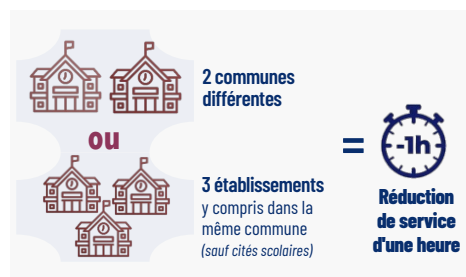 2 communes
différentes
ou
3 établissements
y compris dans la
même commune
(sauf cités scolaires)
=
-1h
Réduction
de service
d'une heure